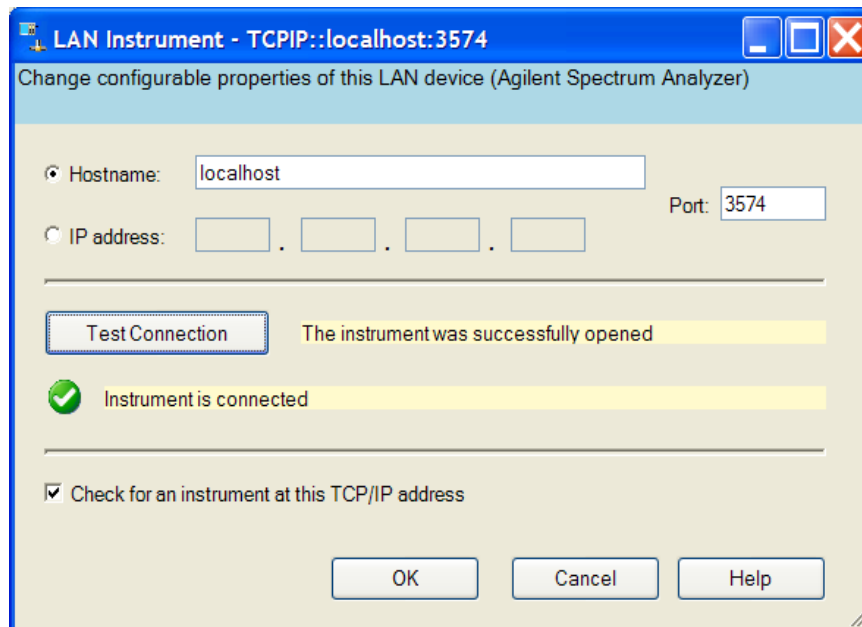 LAN Instrument - TCPIP::localhost:3574
Change configurable properties of this LAN device (Agilent Spectrum Analyzer)
Hostname: localhost
Port: 3574
IP address: . . .
Test Connection The instrument was successfully opened
Instrument is connected
Check for an instrument at this TCP/IP address
OK Cancel Help